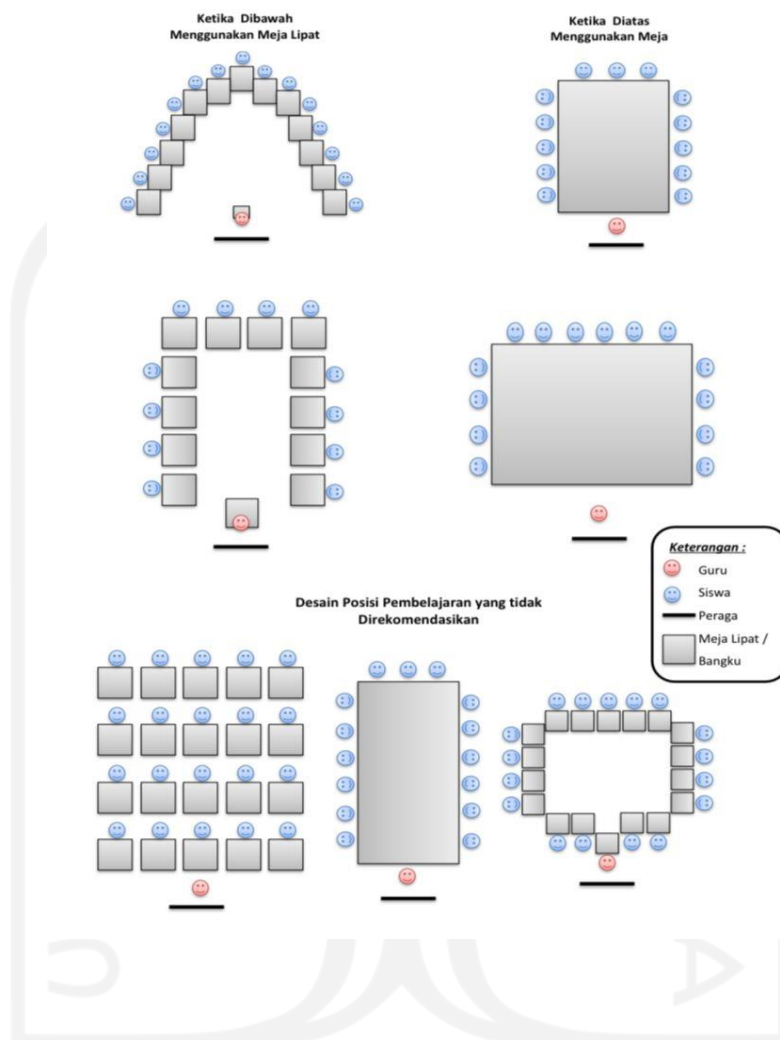 Ketika Dibawah
Menggunakan Meja Lipat
Ketika Diatas
Menggunakan Meja
Keterangan :
Guru
Siswa
Peraga
Meja Lipat /
Bangku
Desain Posisi Pembelajaran yang tidak
Direkomendasikan